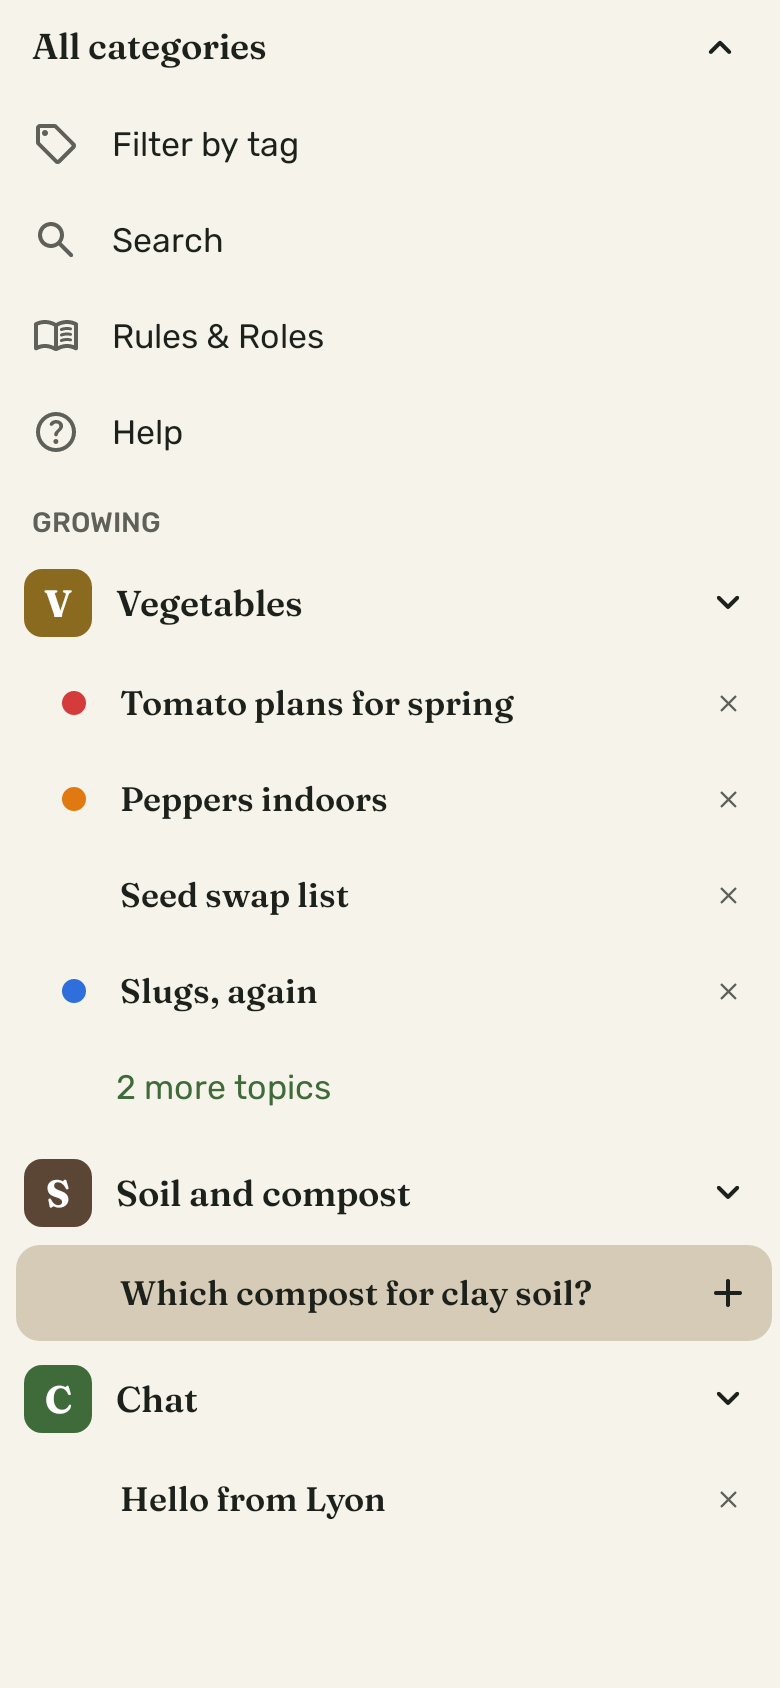 All categories
Filter by tag
Search
Rules & Roles
Help
GROWING
V Vegetables
Tomato plans for spring
Peppers indoors
Seed swap list
Slugs, again
2 more topics
S Soil and compost
Which compost for clay soil?
C Chat
Hello from Lyon